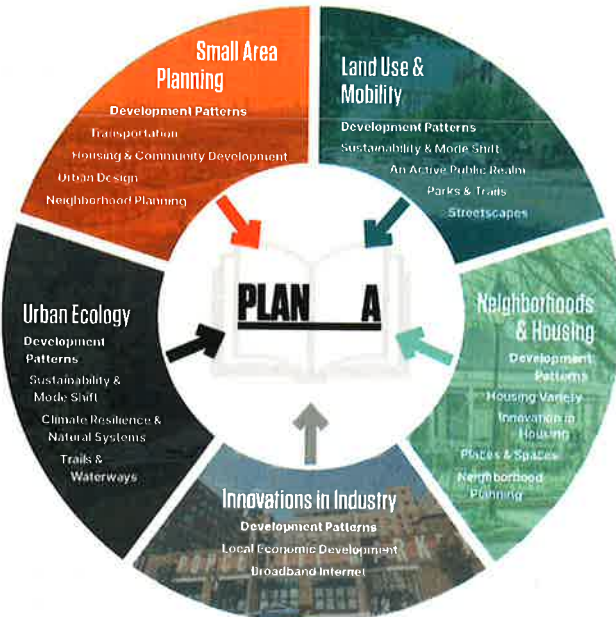 Small Area
Planning
Development Patterns
Transportation
Housing & Community Development
Urban Design
Neighborhood Planning
Land Use &
Mobility
Development Patterns
Sustainability & Mode Shift
An Active Public Realm
Parks & Trails
Streetscapes
PLAN A
Urban Ecology
Development
Patterns
Sustainability &
Mode Shift
Climate Resilience &
Natural Systems
Trails &
Waterways
Neighborhoods
& Housing
Development
Patterns
Housing Variety
Innovation in
Housing
Places & Spaces
Neighborhood
Planning
Innovations in Industry
Development Patterns
Local Economic Development
Broadband Internet